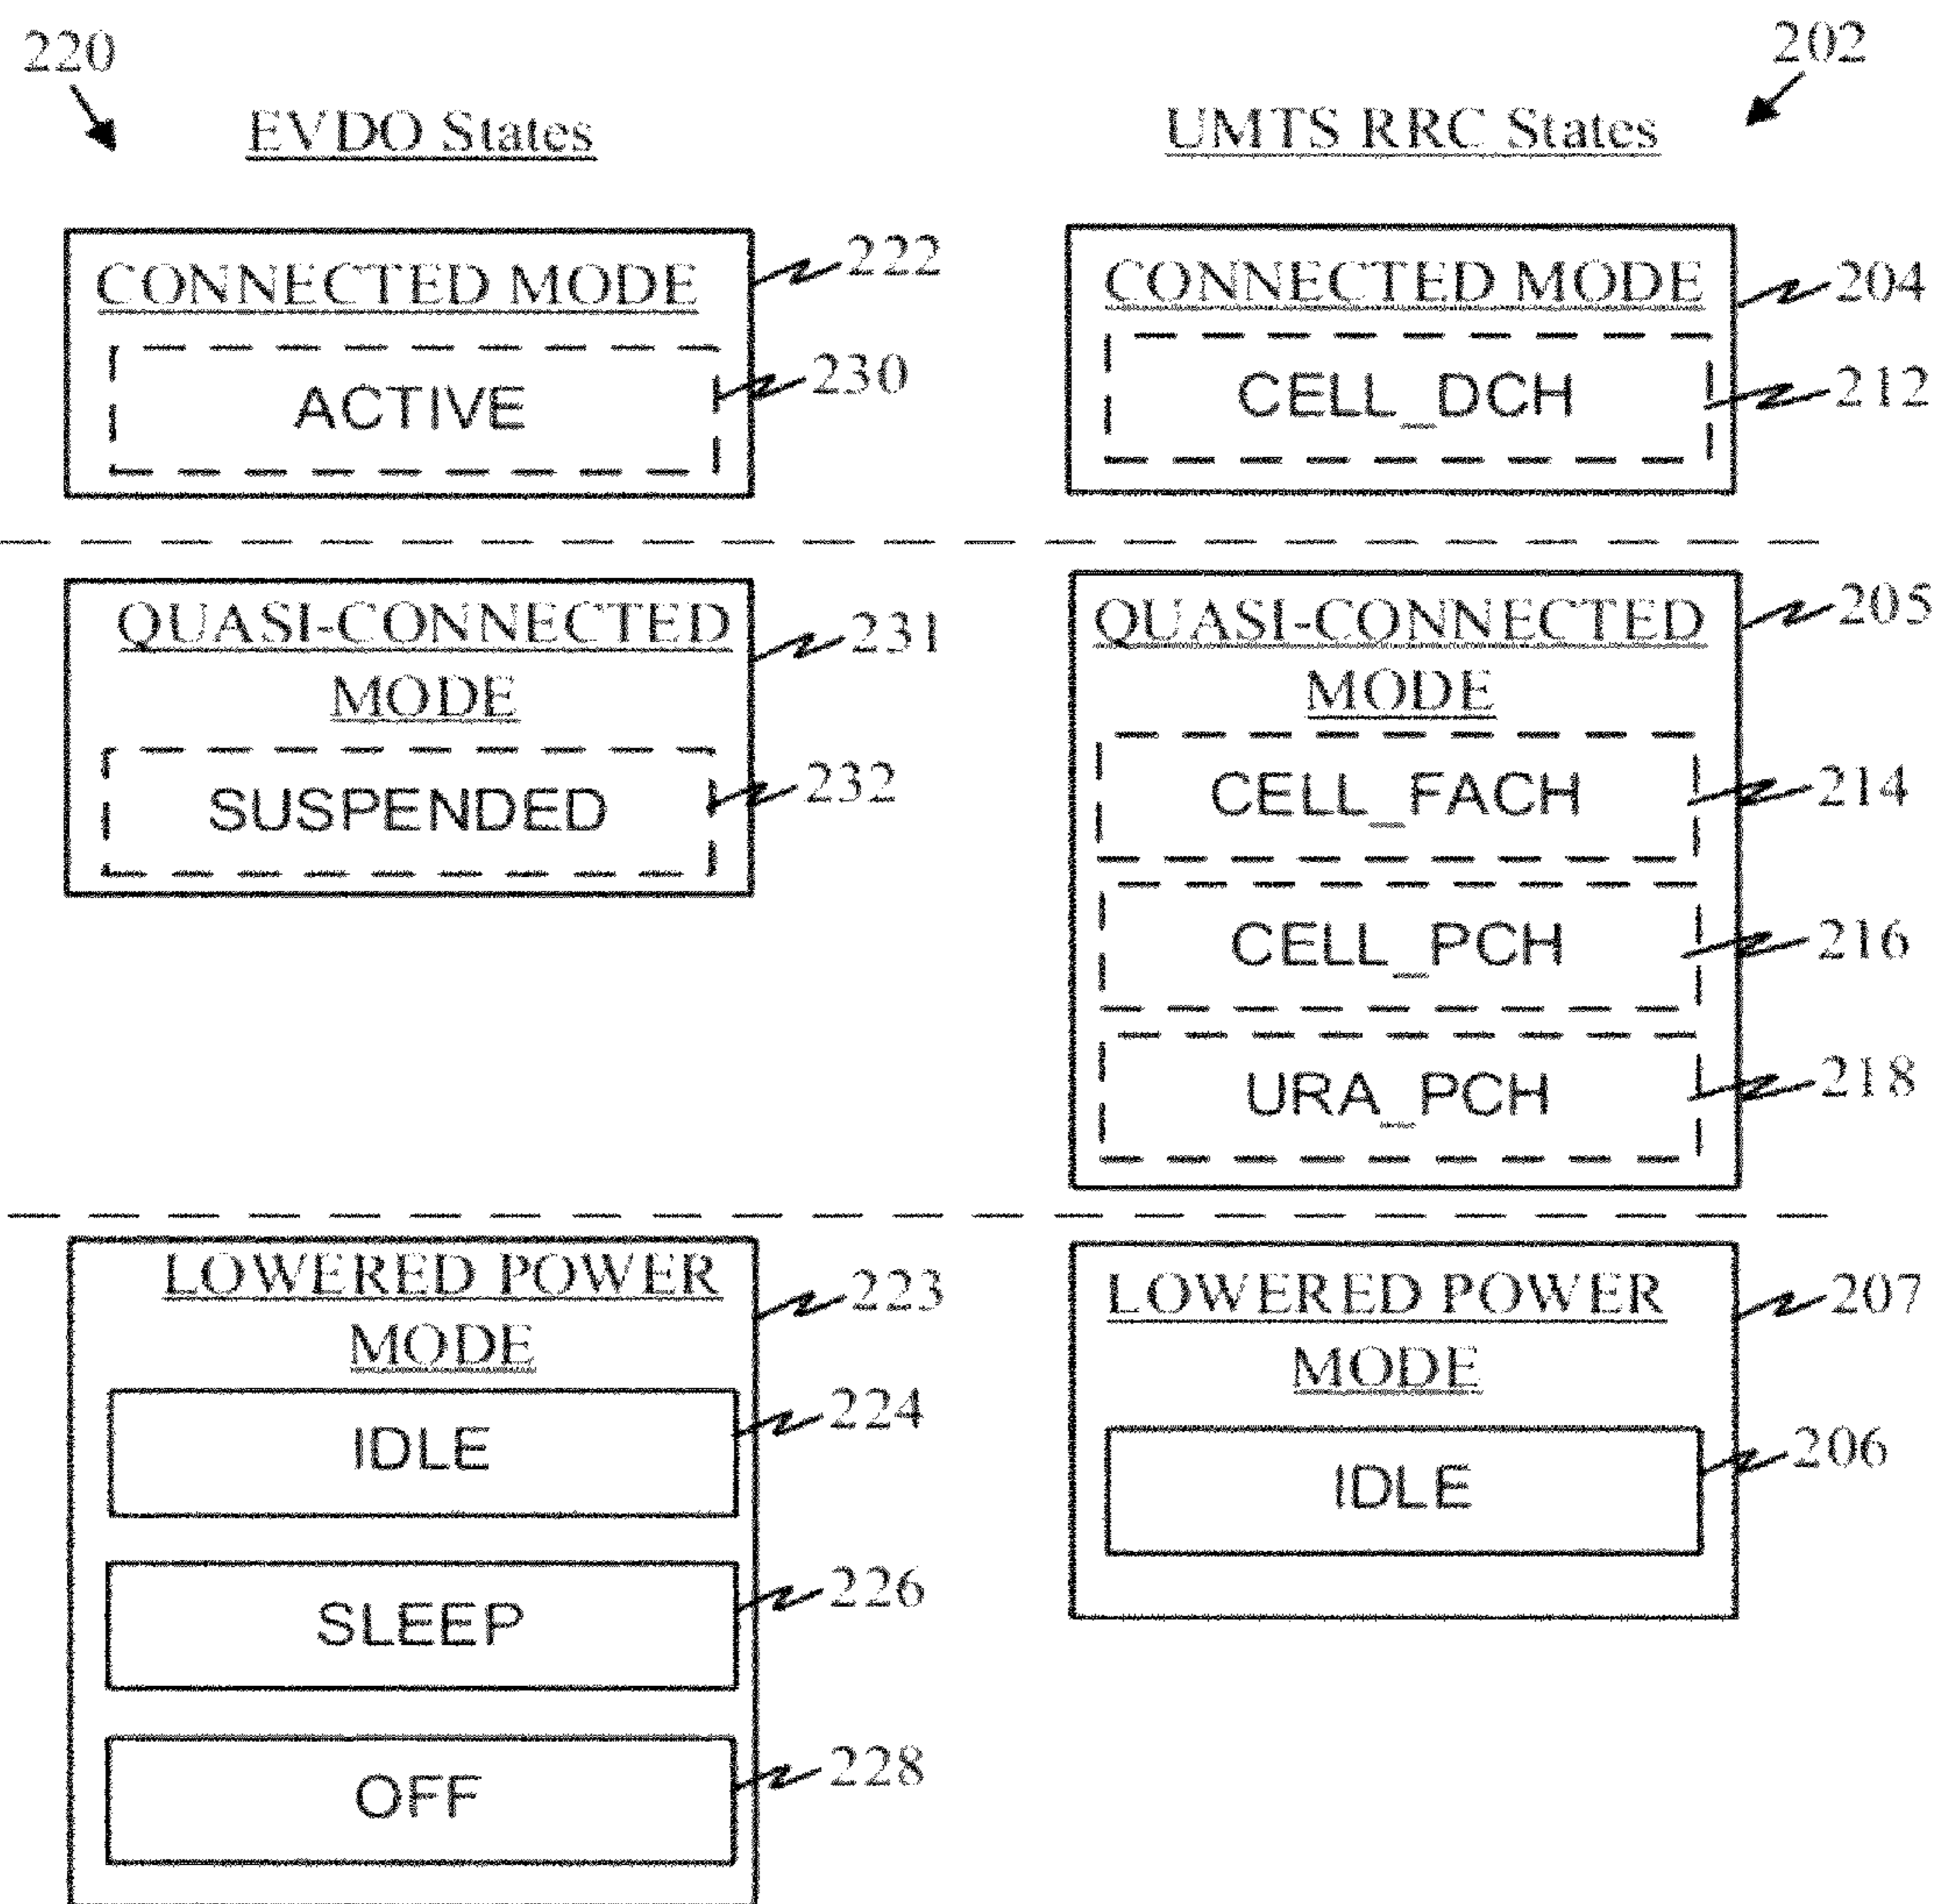 220
EVDO States
CONNECTED MODE
222
ACTIVE
230
QUASI-CONNECTED
MODE
231
SUSPENDED
232
LOWERED POWER
MODE
223
IDLE
224
SLEEP
226
OFF
228
202
UMTS RRC States
CONNECTED MODE
204
CELL_DCH
212
QUASI-CONNECTED
MODE
205
CELL_FACH
214
CELL_PCH
216
URA_PCH
218
LOWERED POWER
MODE
207
IDLE
206